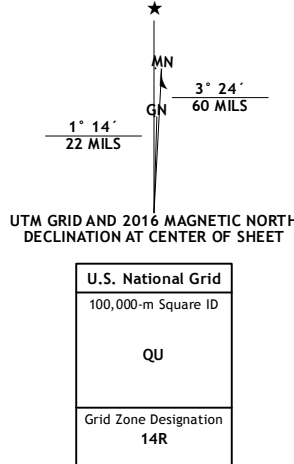 MN
GN
3° 24´
60 MILS
1° 14´
22 MILS
UTM GRID AND 2016 MAGNETIC NORTH
DECLINATION AT CENTER OF SHEET
U.S. National Grid
100,000-m Square ID
QU
Grid Zone Designation
14R